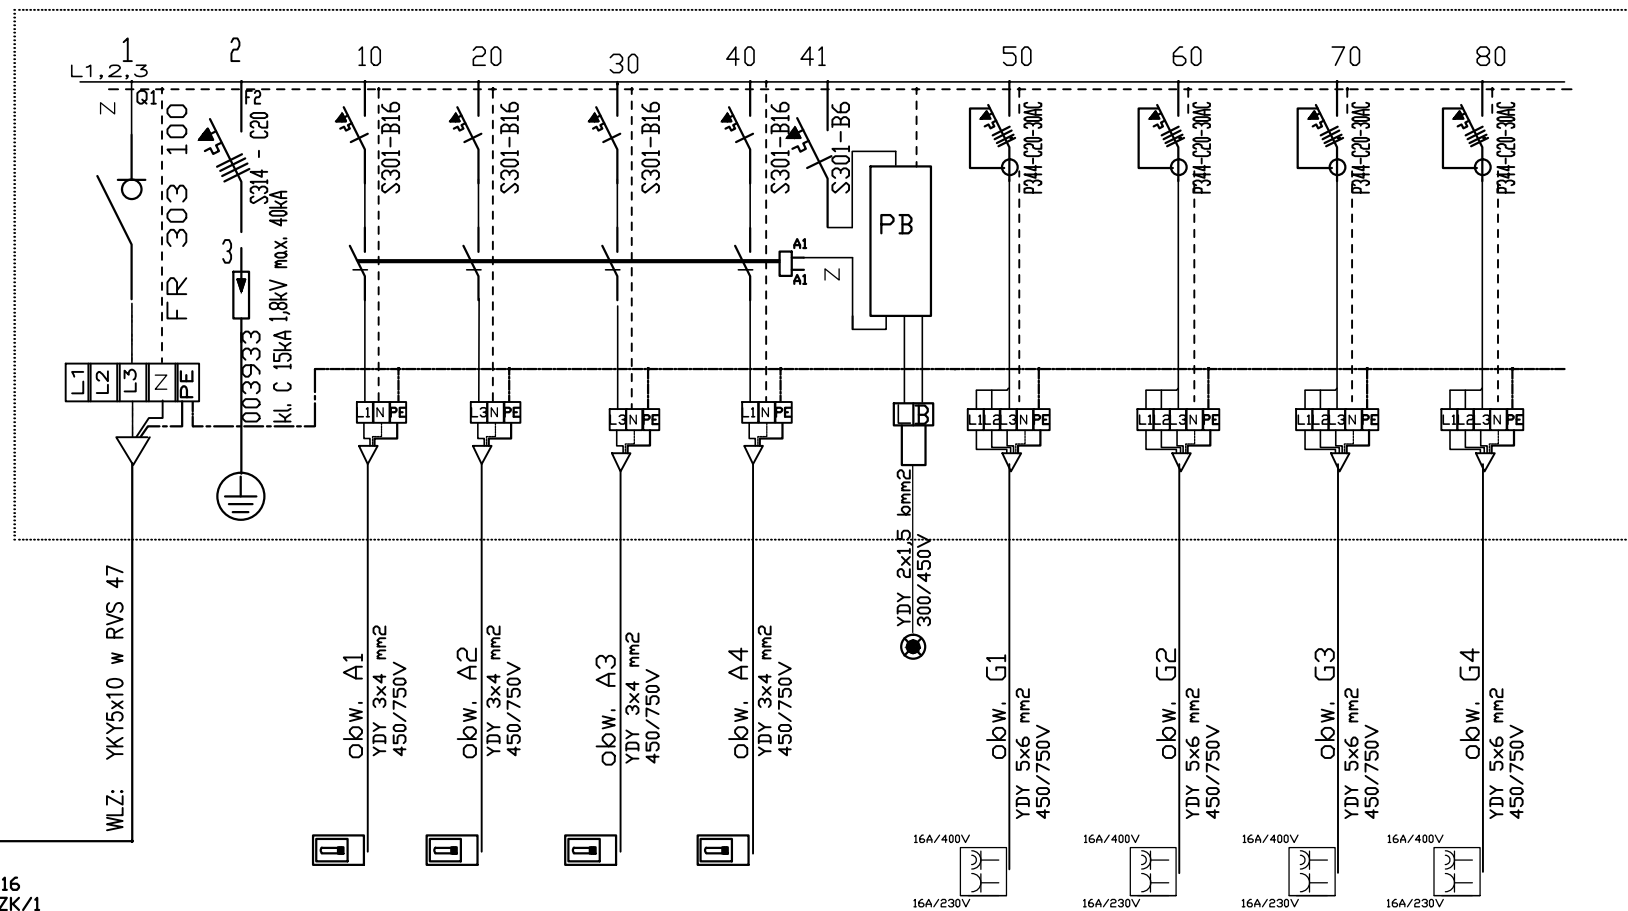 1
2
10
20
30
40
41
50
60
70
80
L1,2,3
Z
Q1
FR 303 100
F2
S314 - C20
3
003933
kl. C 15kA 1,8kV max. 40kA
S301-B16
S301-B16
S301-B16
S301-B16
S301-B6
P344-C20-30AC
P344-C20-30AC
P344-C20-30AC
P344-C20-30AC
PB
A1
A1
Z
L1 L2 L3 Z PE
L1 N PE
L3 N PE
L3 N PE
L1 N PE
LB
L1 L2 L3 N PE
L1 L2 L3 N PE
L1 L2 L3 N PE
L1 L2 L3 N PE
WLZ: YKY5x10 w RVS 47
obw. A1
YDY 3x4 mm2
450/750V
obw. A2
YDY 3x4 mm2
450/750V
obw. A3
YDY 3x4 mm2
450/750V
obw. A4
YDY 3x4 mm2
450/750V
YDY 2x1,5 bmm2
300/450V
obw. G1
YDY 5x6 mm2
450/750V
obw. G2
YDY 5x6 mm2
450/750V
obw. G3
YDY 5x6 mm2
450/750V
obw. G4
YDY 5x6 mm2
450/750V
16A/400V
16A/400V
16A/400V
16A/400V
16A/230V
16A/230V
16A/230V
16A/230V
16
ZK/1